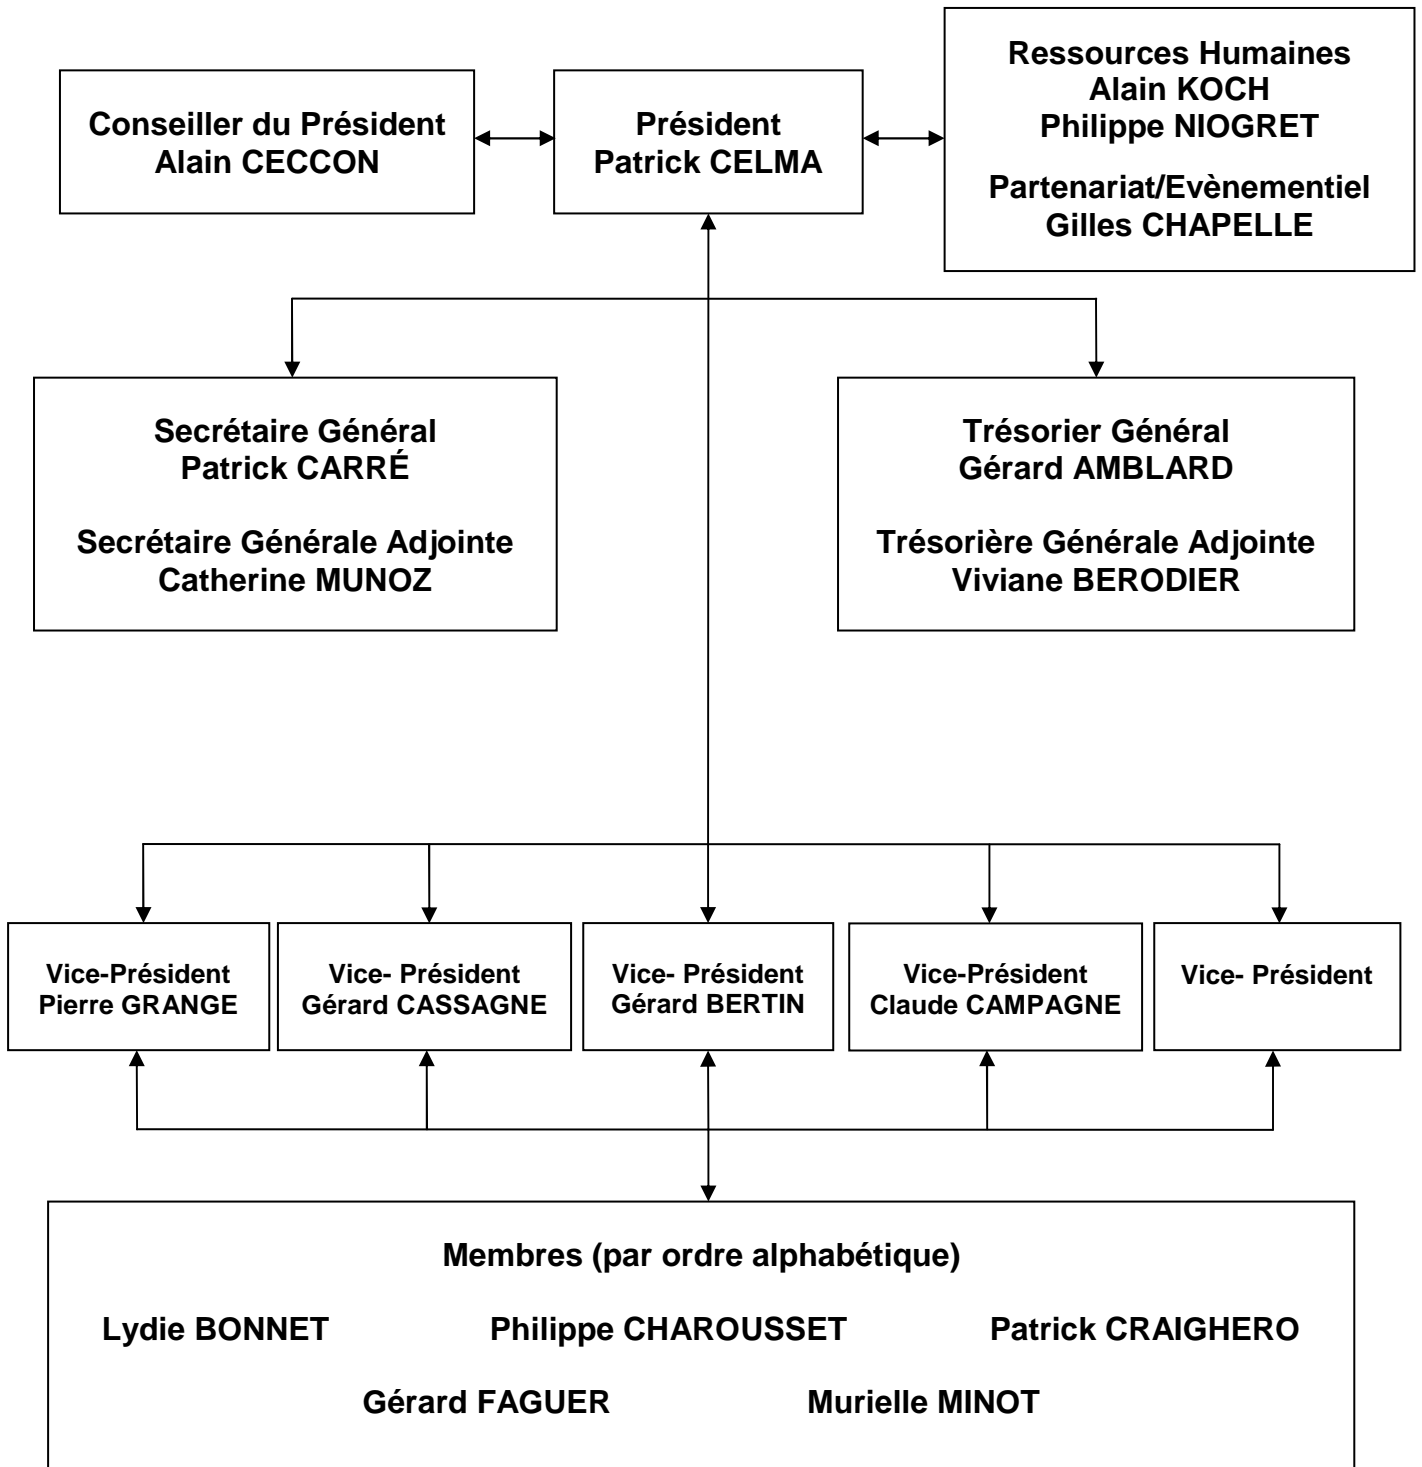 Conseiller du Président
Alain CECCON
Président
Patrick CELMA
Ressources Humaines
Alain KOCH
Philippe NIOGRET
Partenariat/Evènementiel
Gilles CHAPELLE
Secrétaire Général
Patrick CARRÉ
Secrétaire Générale Adjointe
Catherine MUNOZ
Trésorier Général
Gérard AMBLARD
Trésorière Générale Adjointe
Viviane BERODIER
Vice-Président
Pierre GRANGE
Vice- Président
Gérard CASSAGNE
Vice- Président
Gérard BERTIN
Vice-Président
Claude CAMPAGNE
Vice- Président
Membres (par ordre alphabétique)
Lydie BONNET Philippe CHAROUSSET Patrick CRAIGHERO
Gérard FAGUER Murielle MINOT